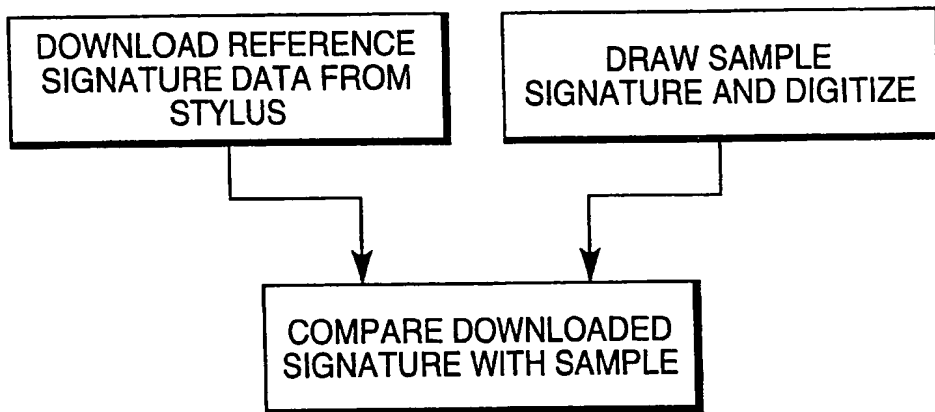 DOWNLOAD REFERENCE
SIGNATURE DATA FROM
STYLUS
DRAW SAMPLE
SIGNATURE AND DIGITIZE
COMPARE DOWNLOADED
SIGNATURE WITH SAMPLE